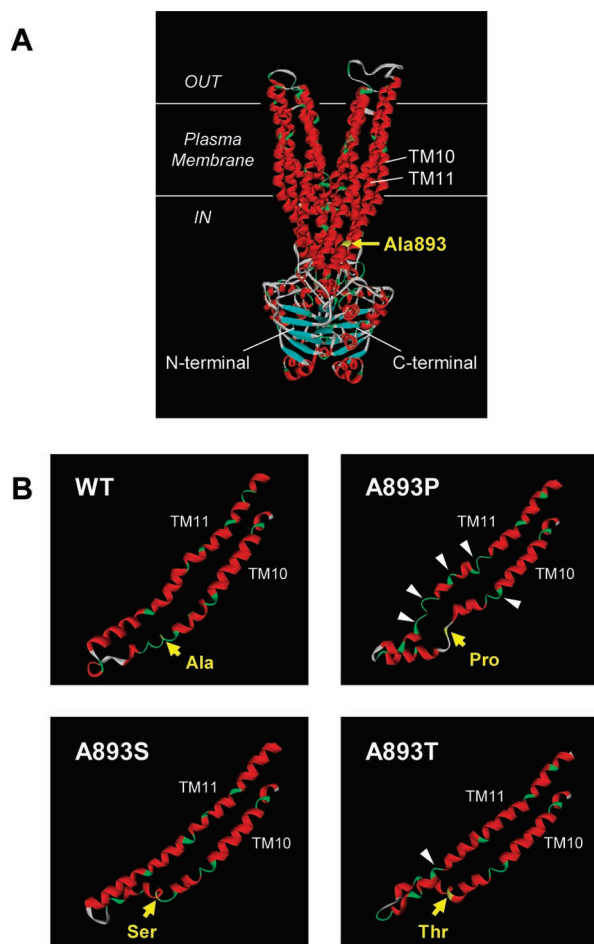 A
OUT
Plasma
Membrane
TM10
TM11
IN
Ala893
N-terminal
C-terminal
B
WT
TM11
TM10
Ala
A893P
TM11
TM10
Pro
A893S
TM11
TM10
Ser
A893T
TM11
TM10
Thr